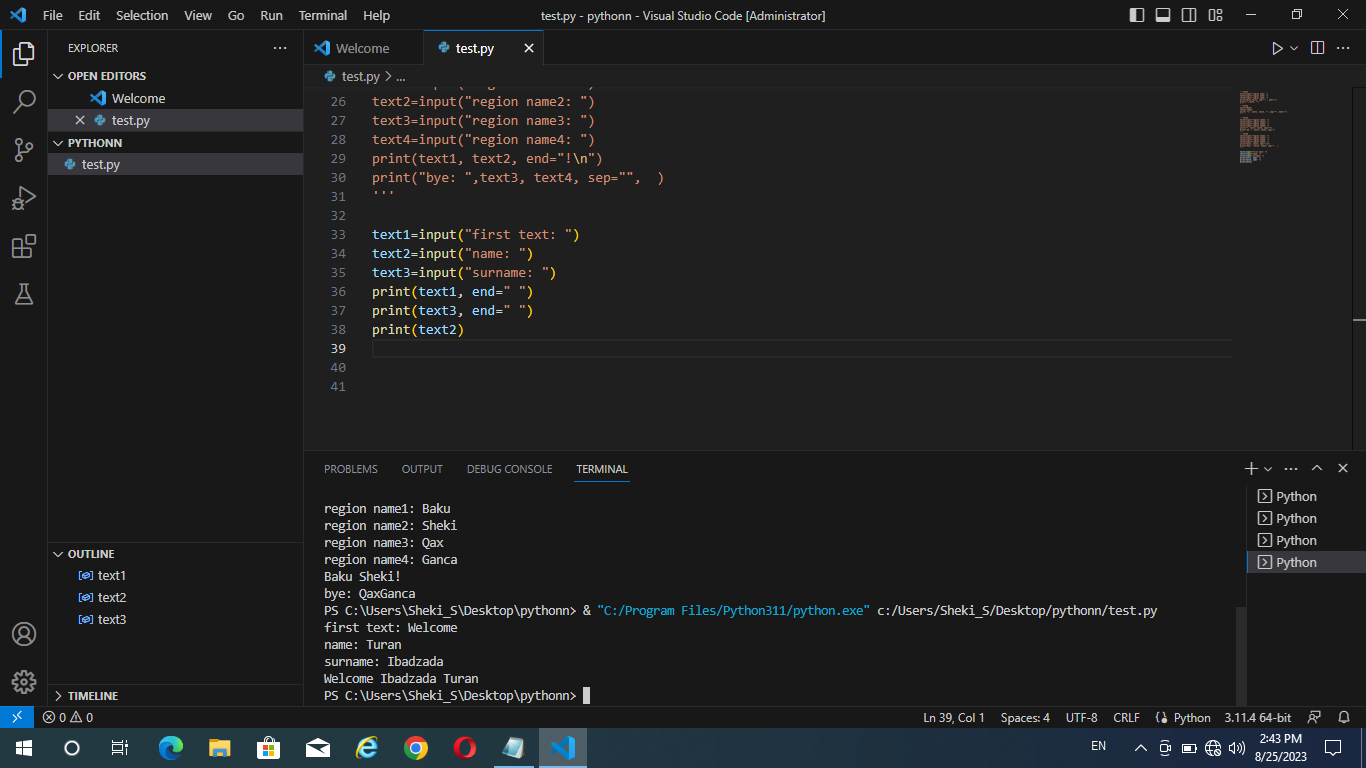 File Edit Selection View Go Run Terminal Help test.py - pythonn - Visual Studio Code [Administrator]
EXPLORER
OPEN EDITORS
Welcome
test.py
PYTHONN
test.py
OUTLINE
text1
text2
text3
TIMELINE
Welcome test.py
test.py > ...
26 text2=input("region name2: ")
27 text3=input("region name3: ")
28 text4=input("region name4: ")
29 print(text1, text2, end="!\n")
30 print("bye: ",text3, text4, sep="",  )
31 '''
32
33 text1=input("first text: ")
34 text2=input("name: ")
35 text3=input("surname: ")
36 print(text1, end=" ")
37 print(text3, end=" ")
38 print(text2)
39
40
41
PROBLEMS OUTPUT DEBUG CONSOLE TERMINAL
region name1: Baku
region name2: Sheki
region name3: Qax
region name4: Ganca
Baku Sheki!
bye: QaxGanca
PS C:\Users\Sheki_S\Desktop\pythonn> & "C:/Program Files/Python311/python.exe" c:/Users/Sheki_S/Desktop/pythonn/test.py
first text: Welcome
name: Turan
surname: Ibadzada
Welcome Ibadzada Turan
PS C:\Users\Sheki_S\Desktop\pythonn>
Python
Python
Python
Python
0 0 Ln 39, Col 1 Spaces: 4 UTF-8 CRLF Python 3.11.4 64-bit
EN
2:43 PM
8/25/2023